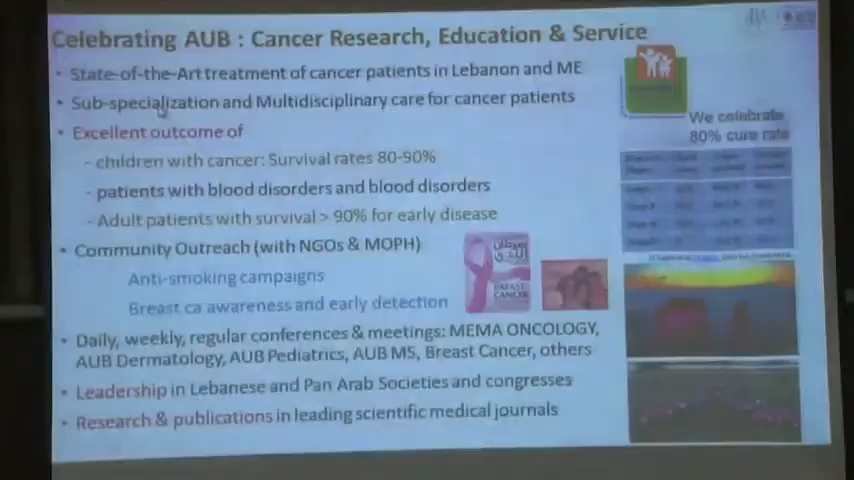 Celebrating AUB : Cancer Research, Education & Service
• State-of-the-Art treatment of cancer patients in Lebanon and ME
• Sub-specialization and Multidisciplinary care for cancer patients
• Excellent outcome of
- children with cancer: Survival rates 80-90%
- patients with blood disorders and blood disorders
- Adult patients with survival > 90% for early disease
We celebrate
80% cure rate
• Community Outreach (with NGOs & MOPH)
Anti-smoking campaigns
Breast ca awareness and early detection
سرطان
الثدي
BREAST
CANCER
• Daily, weekly, regular conferences & meetings: MEMA ONCOLOGY,
AUB Dermatology, AUB Pediatrics, AUB MS, Breast Cancer, others
• Leadership in Lebanese and Pan Arab Societies and congresses
• Research & publications in leading scientific medical journals